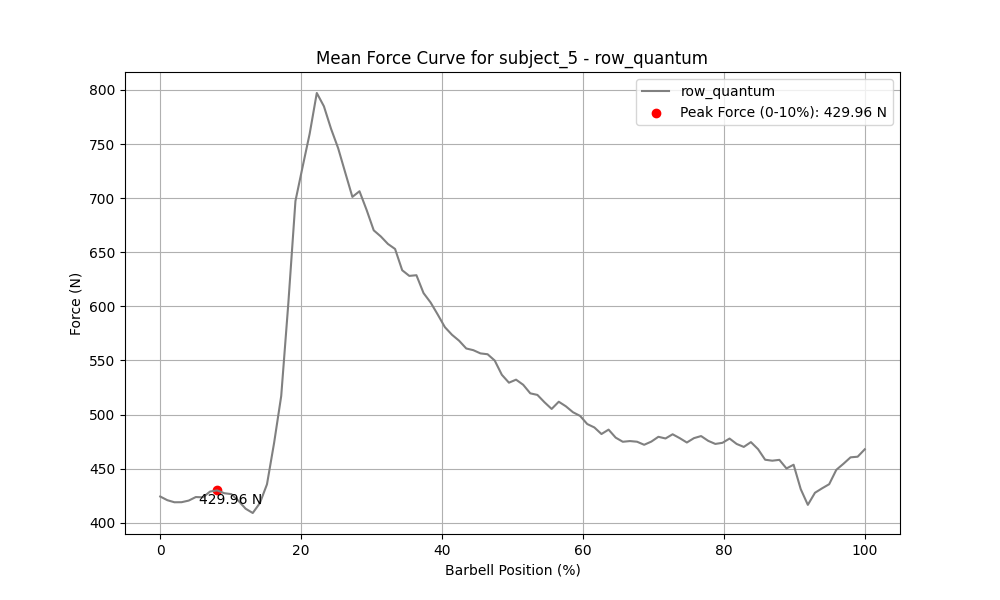 Mean Force Curve for subject_5 - row_quantum
row_quantum
Peak Force (0-10%): 429.96 N
800
750
700
650
600
550
500
450
400
Force (N)
429.96 N
0
20
40
60
80
100
Barbell Position (%)